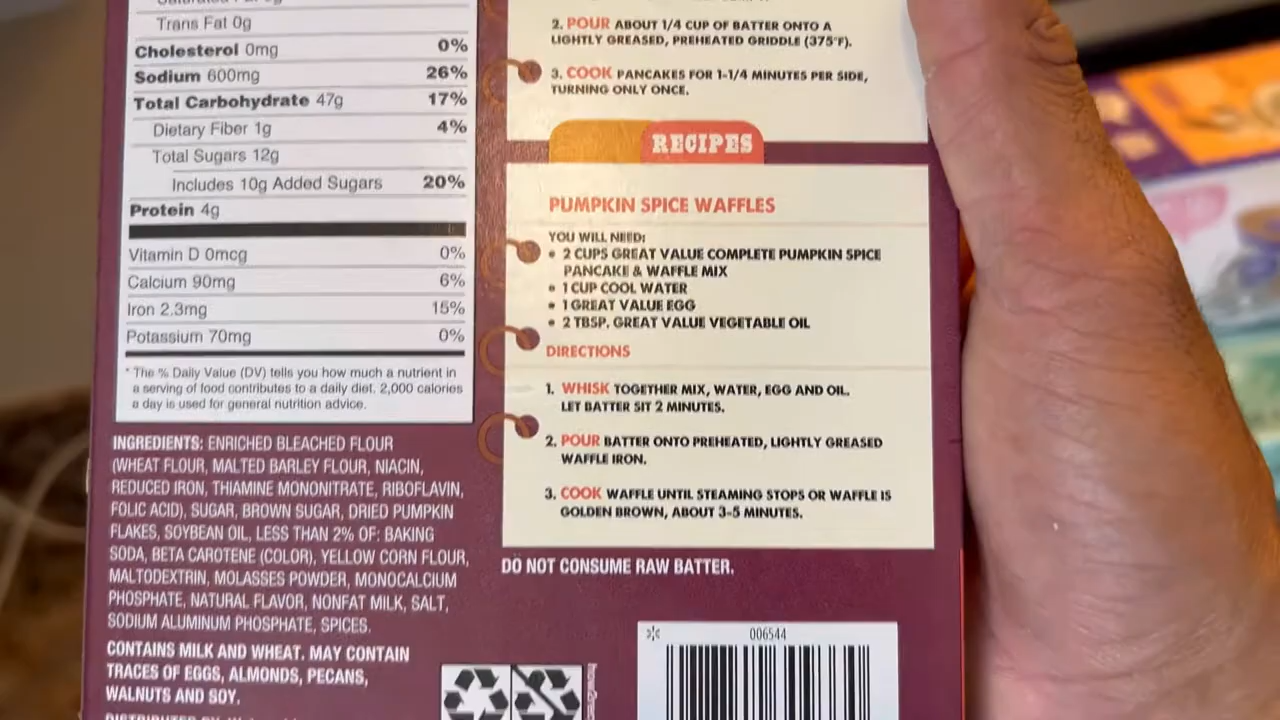 Trans Fat 0g
Cholesterol 0mg 0%
Sodium 600mg 26%
Total Carbohydrate 47g 17%
Dietary Fiber 1g 4%
Total Sugars 12g
Includes 10g Added Sugars 20%
Protein 4g
Vitamin D 0mcg 0%
Calcium 90mg 6%
Iron 2.3mg 15%
Potassium 70mg 0%
* The % Daily Value (DV) tells you how much a nutrient in
a serving of food contributes to a daily diet. 2,000 calories
a day is used for general nutrition advice.
INGREDIENTS: ENRICHED BLEACHED FLOUR
(WHEAT FLOUR, MALTED BARLEY FLOUR, NIACIN,
REDUCED IRON, THIAMINE MONONITRATE, RIBOFLAVIN,
FOLIC ACID), SUGAR, BROWN SUGAR, DRIED PUMPKIN
FLAKES, SOYBEAN OIL, LESS THAN 2% OF: BAKING
SODA, BETA CAROTENE (COLOR), YELLOW CORN FLOUR,
MALTODEXTRIN, MOLASSES POWDER, MONOCALCIUM
PHOSPHATE, NATURAL FLAVOR, NONFAT MILK, SALT,
SODIUM ALUMINUM PHOSPHATE, SPICES.
CONTAINS MILK AND WHEAT. MAY CONTAIN
TRACES OF EGGS, ALMONDS, PECANS,
WALNUTS AND SOY.
2. POUR ABOUT 1/4 CUP OF BATTER ONTO A
LIGHTLY GREASED, PREHEATED GRIDDLE (375°F).
3. COOK PANCAKES FOR 1-1/4 MINUTES PER SIDE,
TURNING ONLY ONCE.
RECIPES
PUMPKIN SPICE WAFFLES
YOU WILL NEED:
• 2 CUPS GREAT VALUE COMPLETE PUMPKIN SPICE
PANCAKE & WAFFLE MIX
• 1 CUP COOL WATER
• 1 GREAT VALUE EGG
• 2 TBSP. GREAT VALUE VEGETABLE OIL
DIRECTIONS
1. WHISK TOGETHER MIX, WATER, EGG AND OIL.
LET BATTER SIT 2 MINUTES.
2. POUR BATTER ONTO PREHEATED, LIGHTLY GREASED
WAFFLE IRON.
3. COOK WAFFLE UNTIL STEAMING STOPS OR WAFFLE IS
GOLDEN BROWN, ABOUT 3-5 MINUTES.
DO NOT CONSUME RAW BATTER.
006544